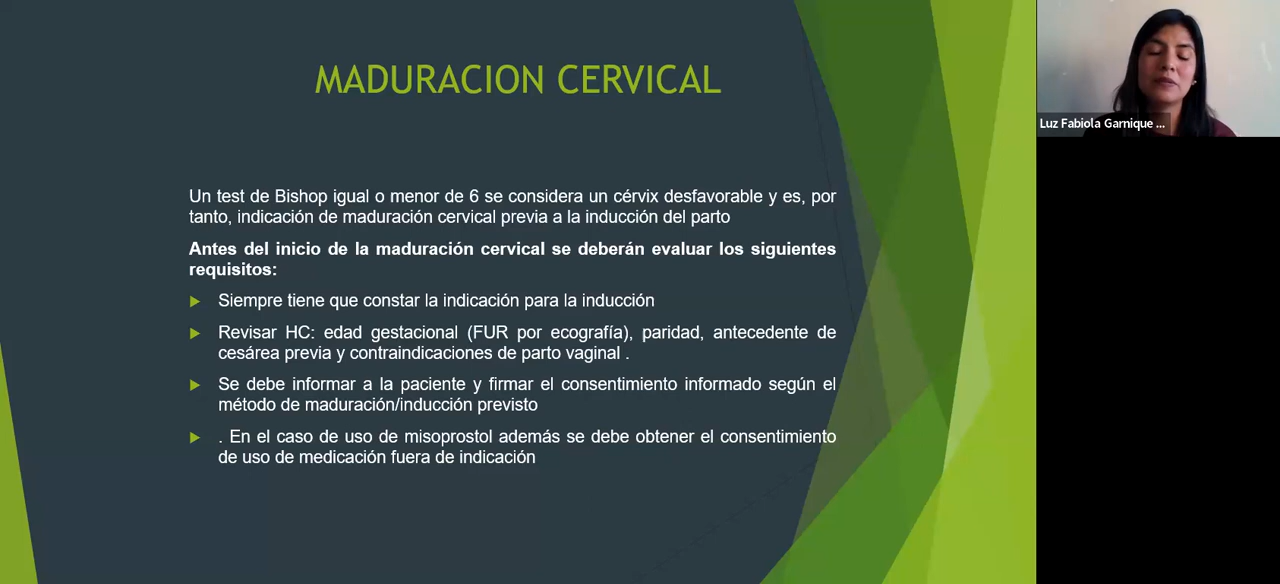 MADURACION CERVICAL
Un test de Bishop igual o menor de 6 se considera un cérvix desfavorable y es, por
tanto, indicación de maduración cervical previa a la inducción del parto
Antes del inicio de la maduración cervical se deberán evaluar los siguientes
requisitos:
Siempre tiene que constar la indicación para la inducción
Revisar HC: edad gestacional (FUR por ecografía), paridad, antecedente de
cesárea previa y contraindicaciones de parto vaginal .
Se debe informar a la paciente y firmar el consentimiento informado según el
método de maduración/inducción previsto
. En el caso de uso de misoprostol además se debe obtener el consentimiento
de uso de medicación fuera de indicación
Luz Fabiola Garnique ...